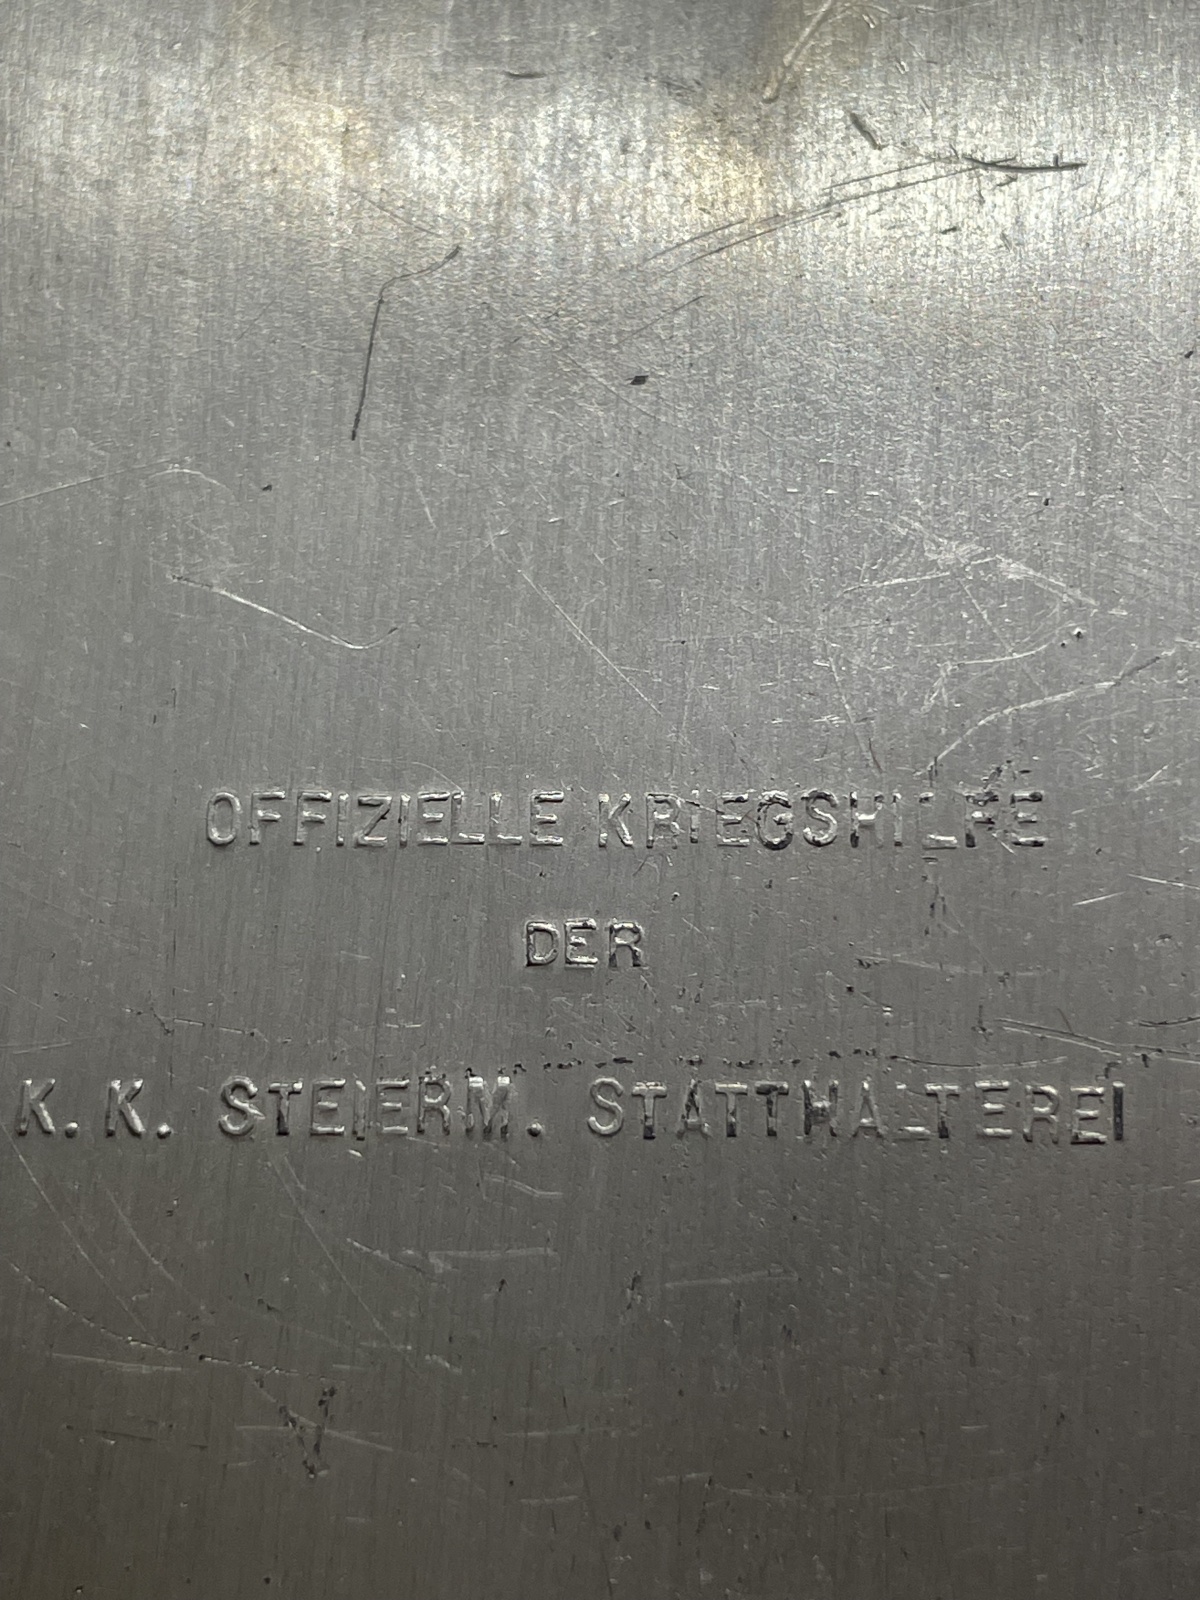 OFFIZIELLE KRIEGSHILFE
DER
K.K. STEIERM. STATTHALTEREI